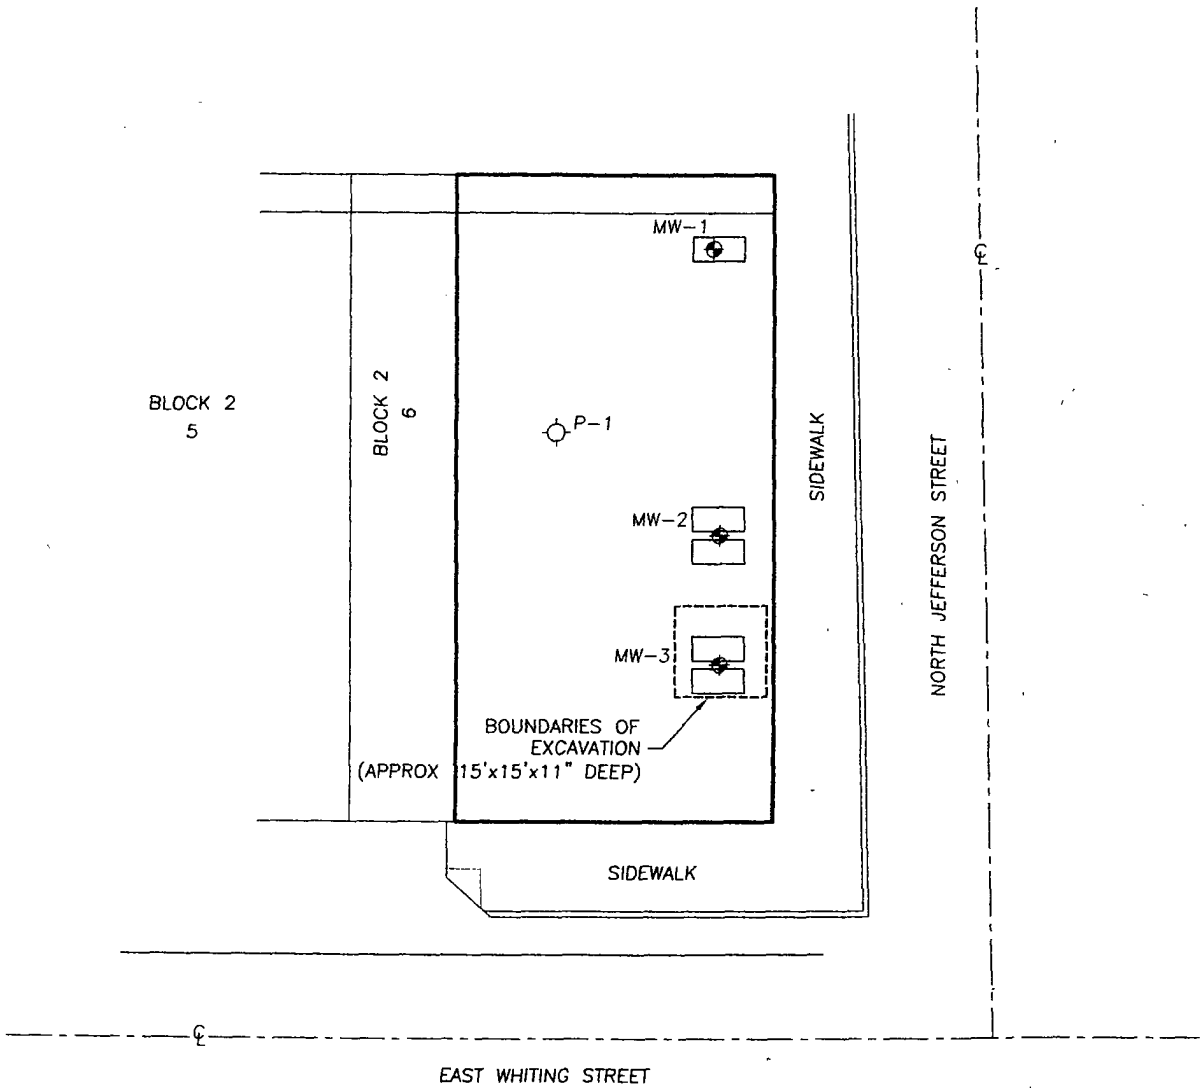 MW-1
℄
BLOCK 2
5
BLOCK 2
6
P-1
SIDEWALK
NORTH JEFFERSON STREET
MW-2
MW-3
BOUNDARIES OF
EXCAVATION
(APPROX 15'x15'x11" DEEP)
SIDEWALK
℄
EAST WHITING STREET